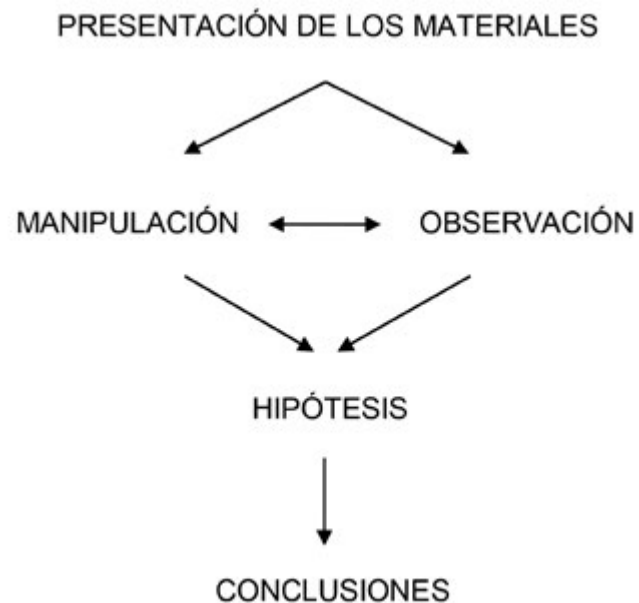 PRESENTACIÓN DE LOS MATERIALES
MANIPULACIÓN
OBSERVACIÓN
HIPÓTESIS
CONCLUSIONES